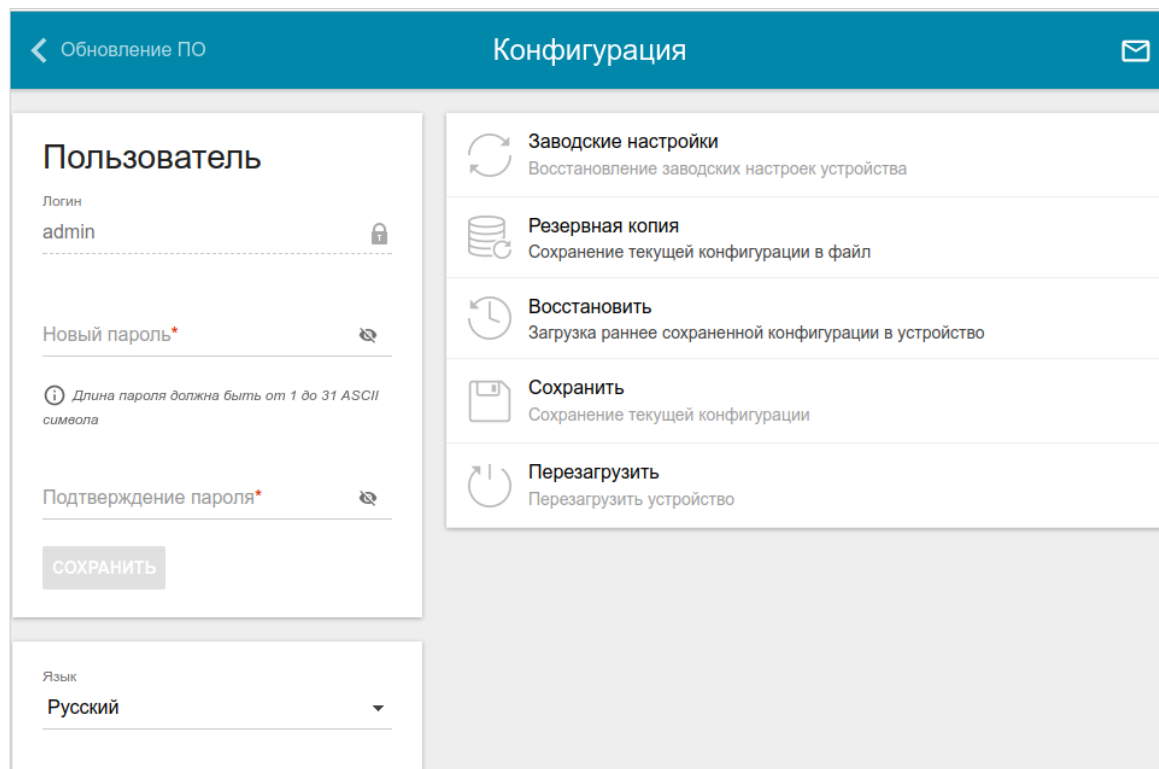 Обновление ПО
Конфигурация
Пользователь
Логин
admin
Новый пароль*
Длина пароля должна быть от 1 до 31 ASCII
символа
Подтверждение пароля*
СОХРАНИТЬ
Язык
Русский
Заводские настройки
Восстановление заводских настроек устройства
Резервная копия
Сохранение текущей конфигурации в файл
Восстановить
Загрузка раннее сохраненной конфигурации в устройство
Сохранить
Сохранение текущей конфигурации
Перезагрузить
Перезагрузить устройство